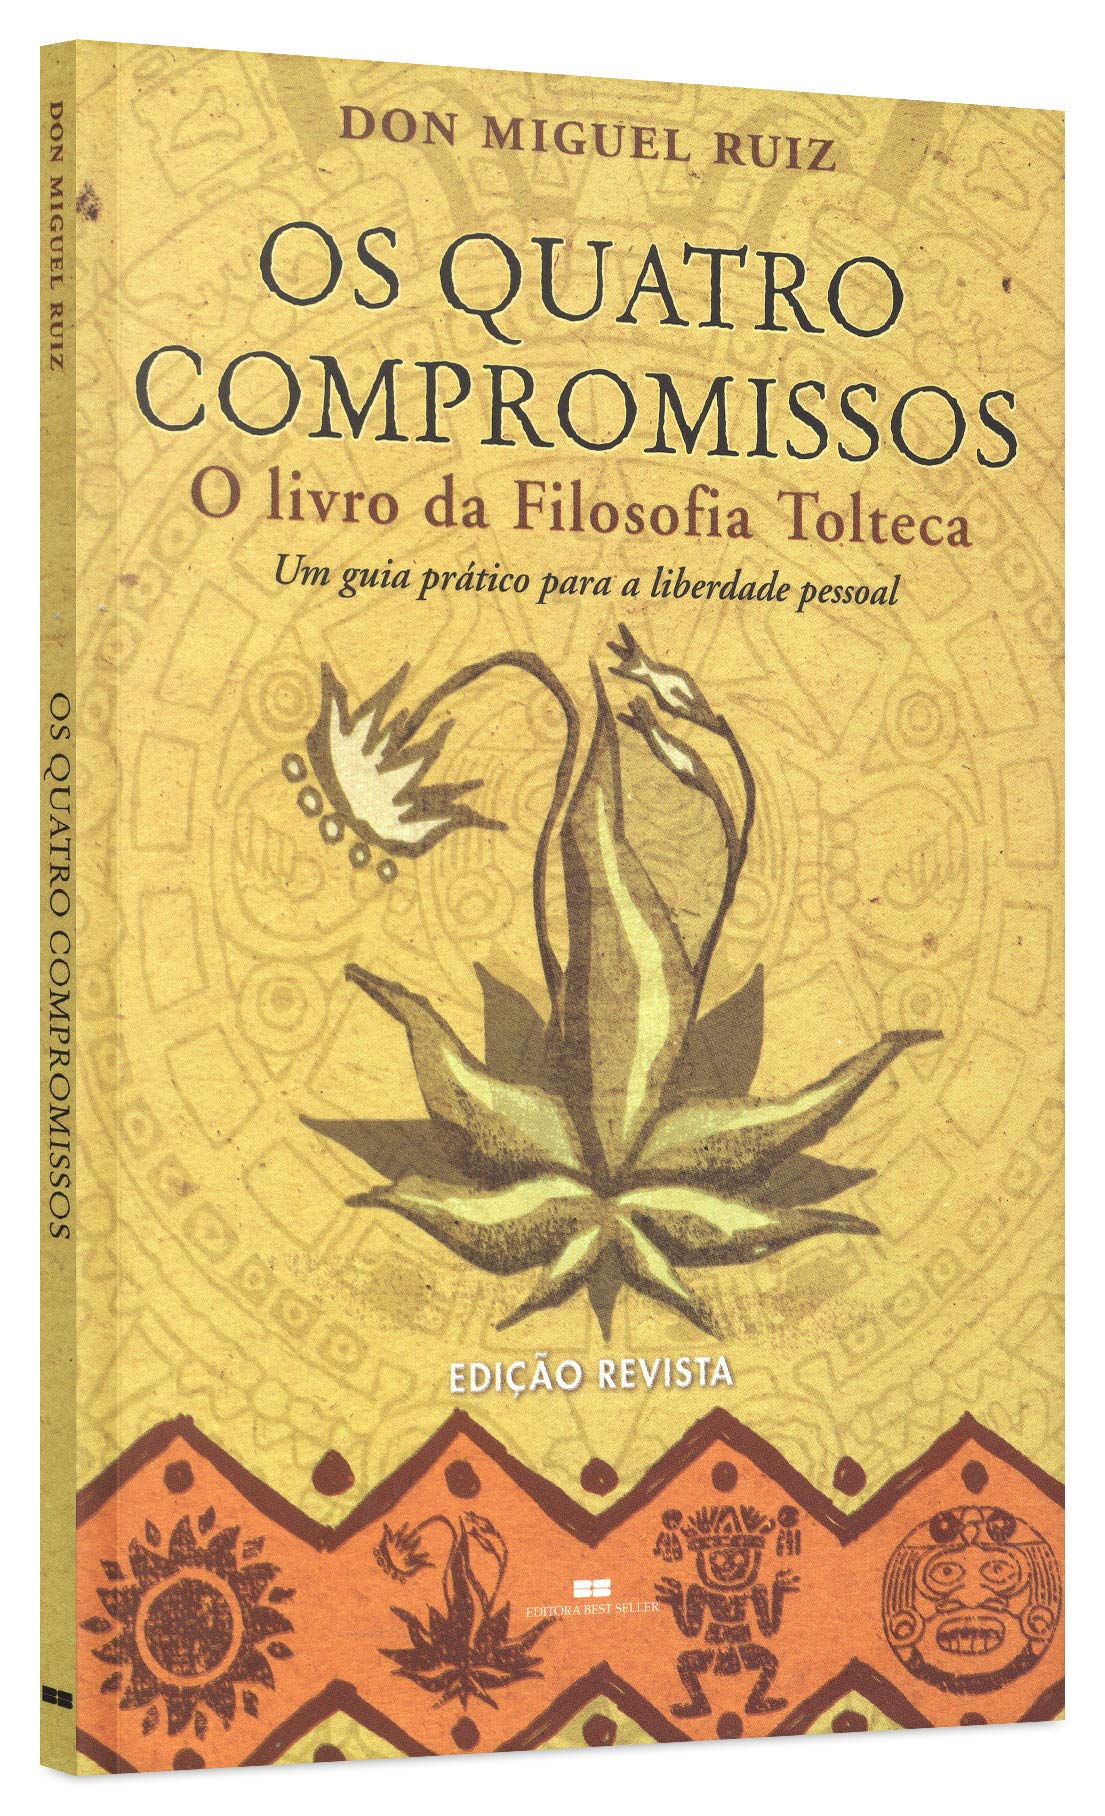 DON MIGUEL RUIZ
OS QUATRO
COMPROMISSOS
O livro da Filosofia Tolteca
Um guia prático para a liberdade pessoal
EDIÇÃO REVISTA
EDITORA BEST SELLER
DON MIGUEL RUIZ
OS QUATRO COMPROMISSOS